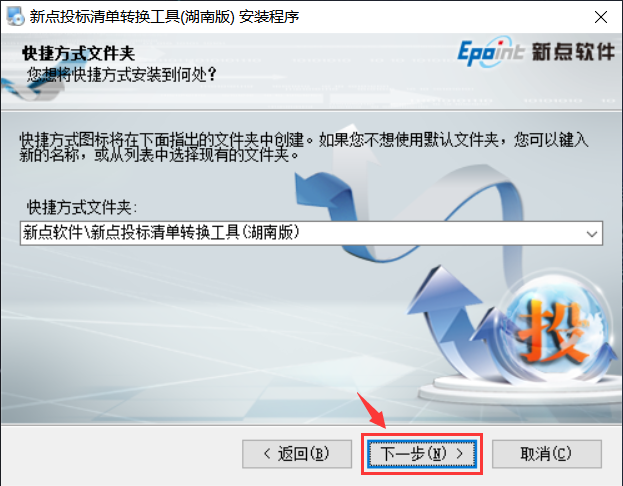 新点投标清单转换工具(湖南版) 安装程序
快捷方式文件夹
您想将快捷方式安装到何处?
Epoint 新点软件
快捷方式图标将在下面指出的文件夹中创建。如果您不想使用默认文件夹，您可以键入
新的名称，或从列表中选择现有的文件夹。
快捷方式文件夹:
新点软件\新点投标清单转换工具(湖南版)
投
< 返回(B)
下一步(N) >
取消(C)